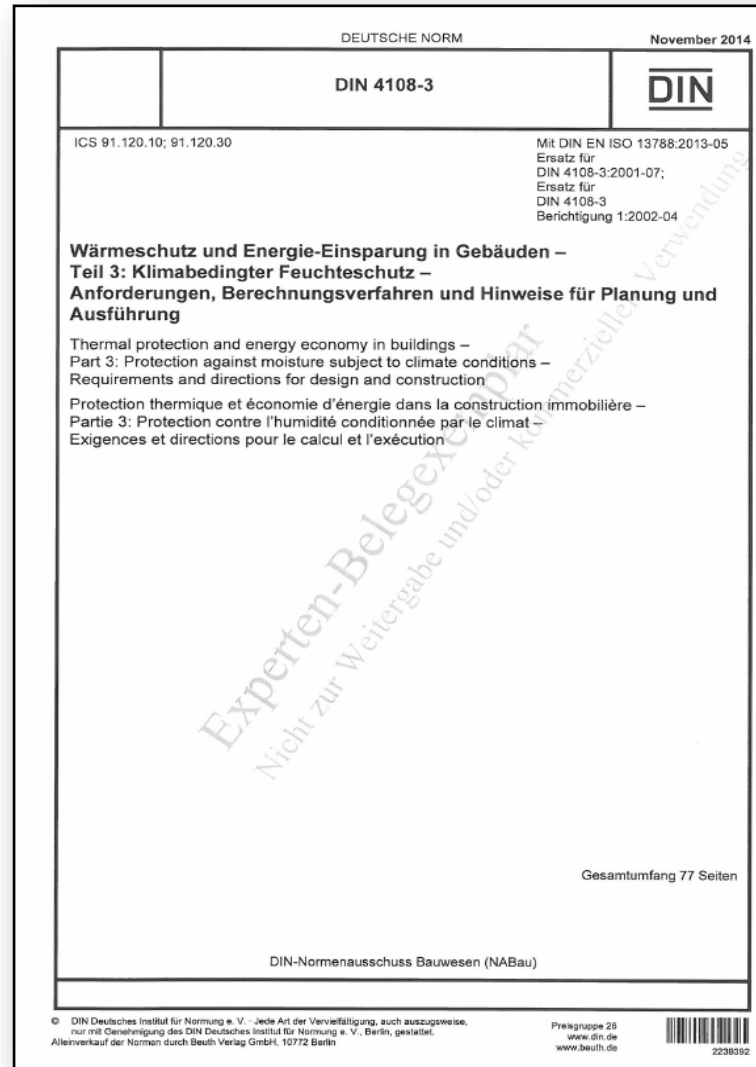 DEUTSCHE NORM
November 2014
DIN 4108-3
DIN
ICS 91.120.10; 91.120.30
Mit DIN EN ISO 13788:2013-05
Ersatz für
DIN 4108-3:2001-07;
Ersatz für
DIN 4108-3
Berichtigung 1:2002-04
Wärmeschutz und Energie-Einsparung in Gebäuden –
Teil 3: Klimabedingter Feuchteschutz –
Anforderungen, Berechnungsverfahren und Hinweise für Planung und
Ausführung
Thermal protection and energy economy in buildings –
Part 3: Protection against moisture subject to climate conditions –
Requirements and directions for design and construction
Protection thermique et économie d'énergie dans la construction immobilière –
Partie 3: Protection contre l'humidité conditionnée par le climat –
Exigences et directions pour le calcul et l'exécution
Experten-Belegexemplar
Nicht zur Weitergabe und/oder kommerzieller Verwendung
Gesamtumfang 77 Seiten
DIN-Normenausschuss Bauwesen (NABau)
© DIN Deutsches Institut für Normung e. V. · Jede Art der Vervielfältigung, auch auszugsweise,
nur mit Genehmigung des DIN Deutsches Institut für Normung e. V., Berlin, gestattet.
Alleinverkauf der Normen durch Beuth Verlag GmbH, 10772 Berlin
Preisgruppe 28
www.din.de
www.beuth.de
2239392